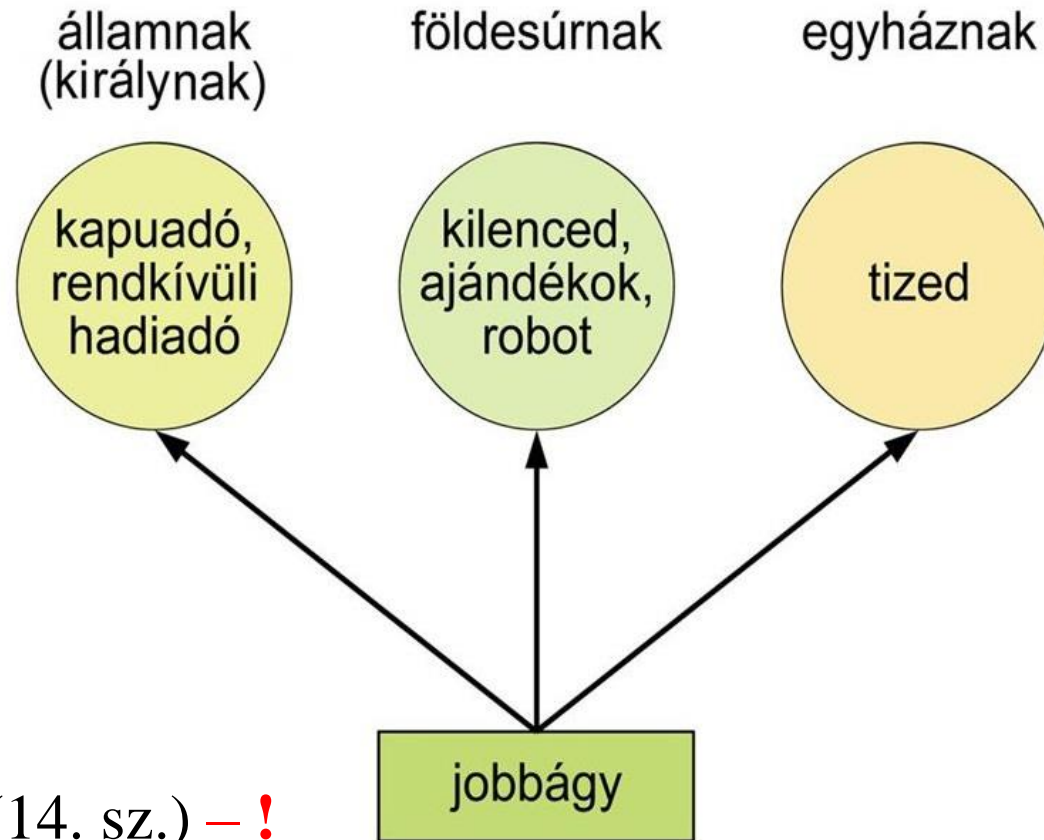 államnak
(királynak)
földesúrnak
egyháznak
kapuadó,
rendkívüli
hadiadó
kilenced,
ajándékok,
robot
tized
jobbágy
(14. sz.) – !